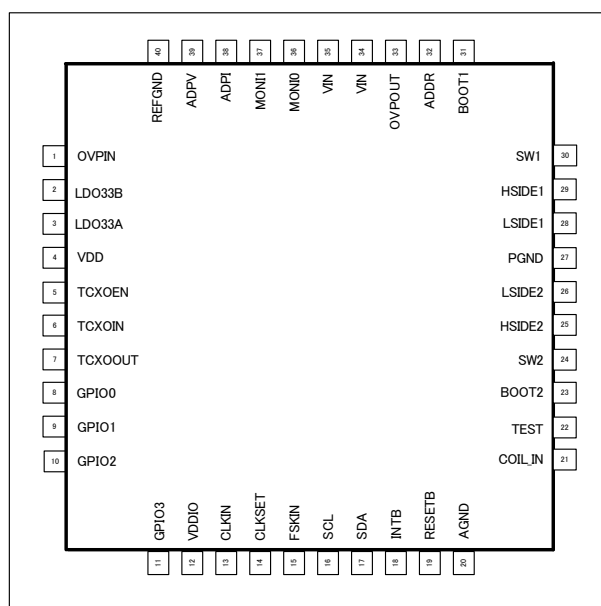 40 39 38 37 36 35 34 33 32 31
REFGND ADPV ADPI MONI1 MONI0 VIN VIN OVPOUT ADDR BOOT1
1 OVPIN SW1 30
2 LDO33B HSIDE1 29
3 LDO33A LSIDE1 28
4 VDD PGND 27
5 TCXOEN LSIDE2 26
6 TCXOIN HSIDE2 25
7 TCXOOUT SW2 24
8 GPIO0 BOOT2 23
9 GPIO1 TEST 22
10 GPIO2 COIL_IN 21
GPIO3 VDDIO CLKIN CLKSET FSKIN SCL SDA INTB RESETB AGND
11 12 13 14 15 16 17 18 19 20